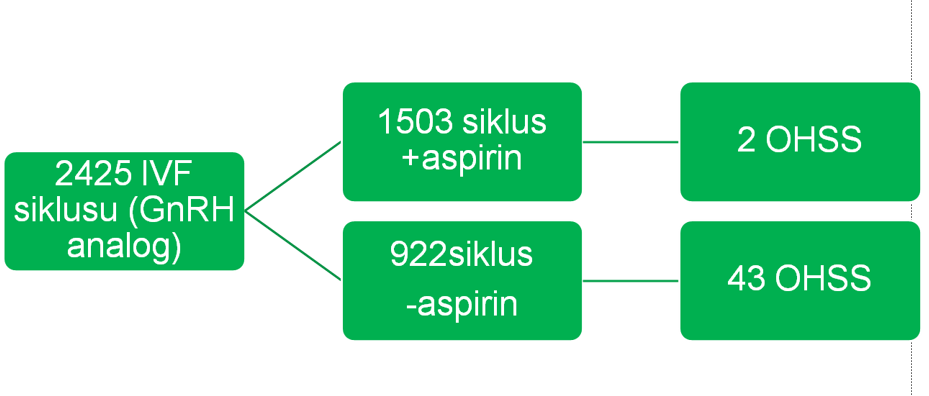 2425 IVF
siklusu (GnRH
analog)
1503 siklus
+aspirin
2 OHSS
922siklus
-aspirin
43 OHSS